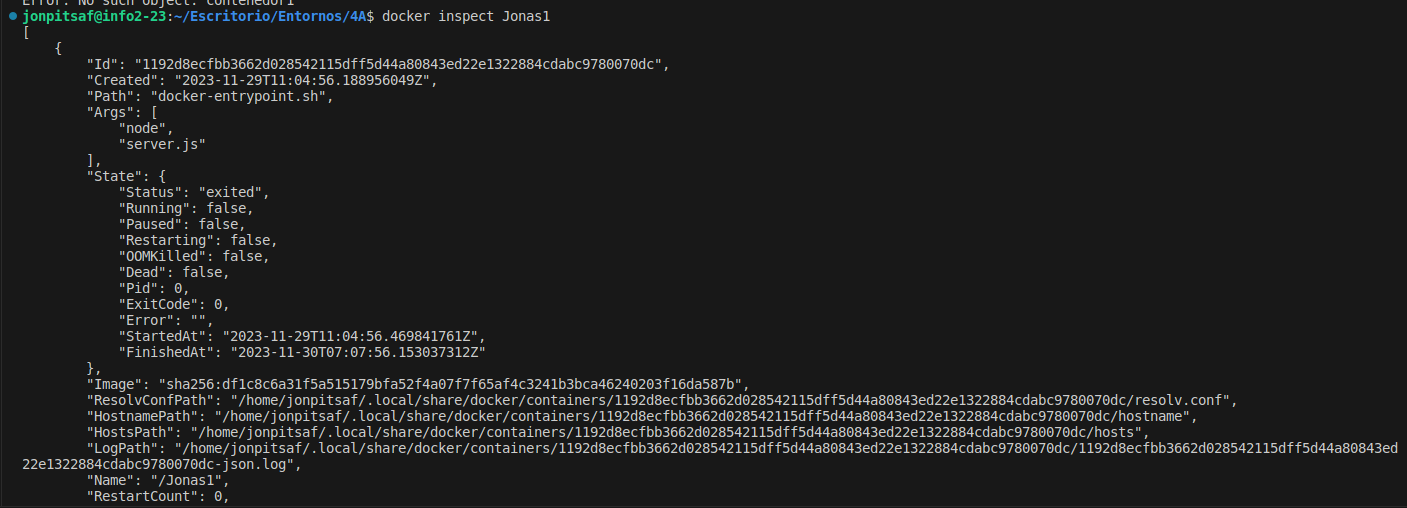 Error: No such object: contenedor1
jonpitsaf@info2-23:~/Escritorio/Entornos/4A$ docker inspect Jonas1
[
    {
        "Id": "1192d8ecfbb3662d028542115dff5d44a80843ed22e1322884cdabc9780070dc",
        "Created": "2023-11-29T11:04:56.188956049Z",
        "Path": "docker-entrypoint.sh",
        "Args": [
            "node",
            "server.js"
        ],
        "State": {
            "Status": "exited",
            "Running": false,
            "Paused": false,
            "Restarting": false,
            "OOMKilled": false,
            "Dead": false,
            "Pid": 0,
            "ExitCode": 0,
            "Error": "",
            "StartedAt": "2023-11-29T11:04:56.469841761Z",
            "FinishedAt": "2023-11-30T07:07:56.153037312Z"
        },
        "Image": "sha256:df1c8c6a31f5a515179bfa52f4a07f7f65af4c3241b3bca46240203f16da587b",
        "ResolvConfPath": "/home/jonpitsaf/.local/share/docker/containers/1192d8ecfbb3662d028542115dff5d44a80843ed22e1322884cdabc9780070dc/resolv.conf",
        "HostnamePath": "/home/jonpitsaf/.local/share/docker/containers/1192d8ecfbb3662d028542115dff5d44a80843ed22e1322884cdabc9780070dc/hostname",
        "HostsPath": "/home/jonpitsaf/.local/share/docker/containers/1192d8ecfbb3662d028542115dff5d44a80843ed22e1322884cdabc9780070dc/hosts",
        "LogPath": "/home/jonpitsaf/.local/share/docker/containers/1192d8ecfbb3662d028542115dff5d44a80843ed22e1322884cdabc9780070dc/1192d8ecfbb3662d028542115dff5d44a80843ed
22e1322884cdabc9780070dc-json.log",
        "Name": "/Jonas1",
        "RestartCount": 0,